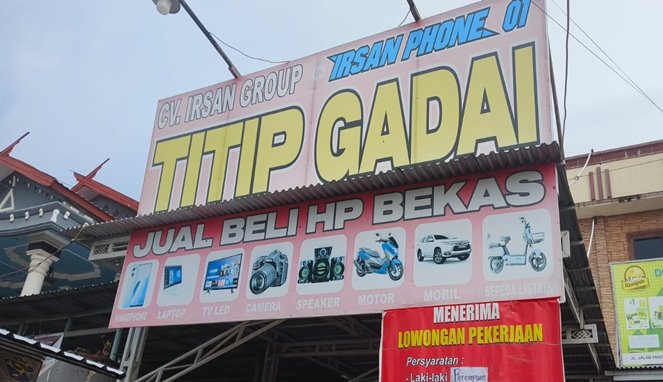 CV. IRSAN GROUP
IRSAN PHONE 01
TITIP GADAI
JUAL BELI HP BEKAS
HANDPHONE LAPTOP TV LED CAMERA SPEAKER MOTOR MOBIL SEPEDA LISTRIK
MENERIMA
LOWONGAN PEKERJAAN
Persyaratan :
- Laki-laki Perempuan